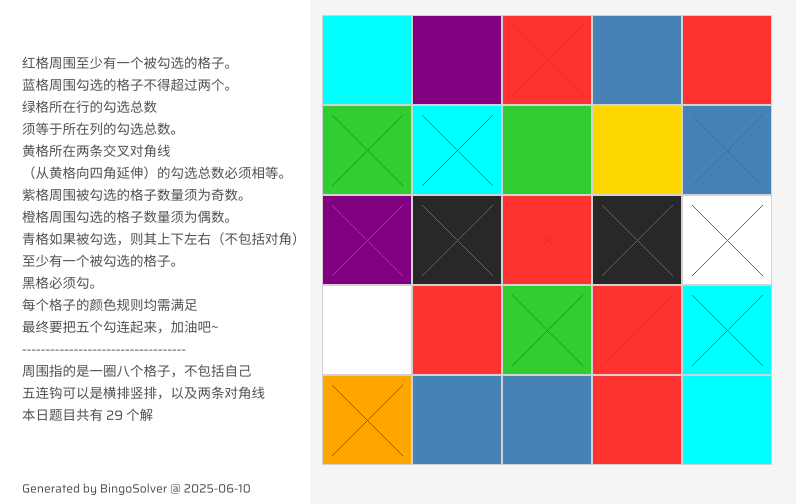 红格周围至少有一个被勾选的格子。
蓝格周围勾选的格子不得超过两个。
绿格所在行的勾选总数
须等于所在列的勾选总数。
黄格所在两条交叉对角线
（从黄格向四角延伸）的勾选总数必须相等。
紫格周围被勾选的格子数量须为奇数。
橙格周围勾选的格子数量须为偶数。
青格如果被勾选，则其上下左右（不包括对角）
至少有一个被勾选的格子。
黑格必须勾。
每个格子的颜色规则均需满足
最终要把五个勾连起来，加油吧~
-----------------------------------
周围指的是一圈八个格子，不包括自己
五连钩可以是横排竖排，以及两条对角线
本日题目共有 29 个解
Generated by BingoSolver @ 2025-06-10